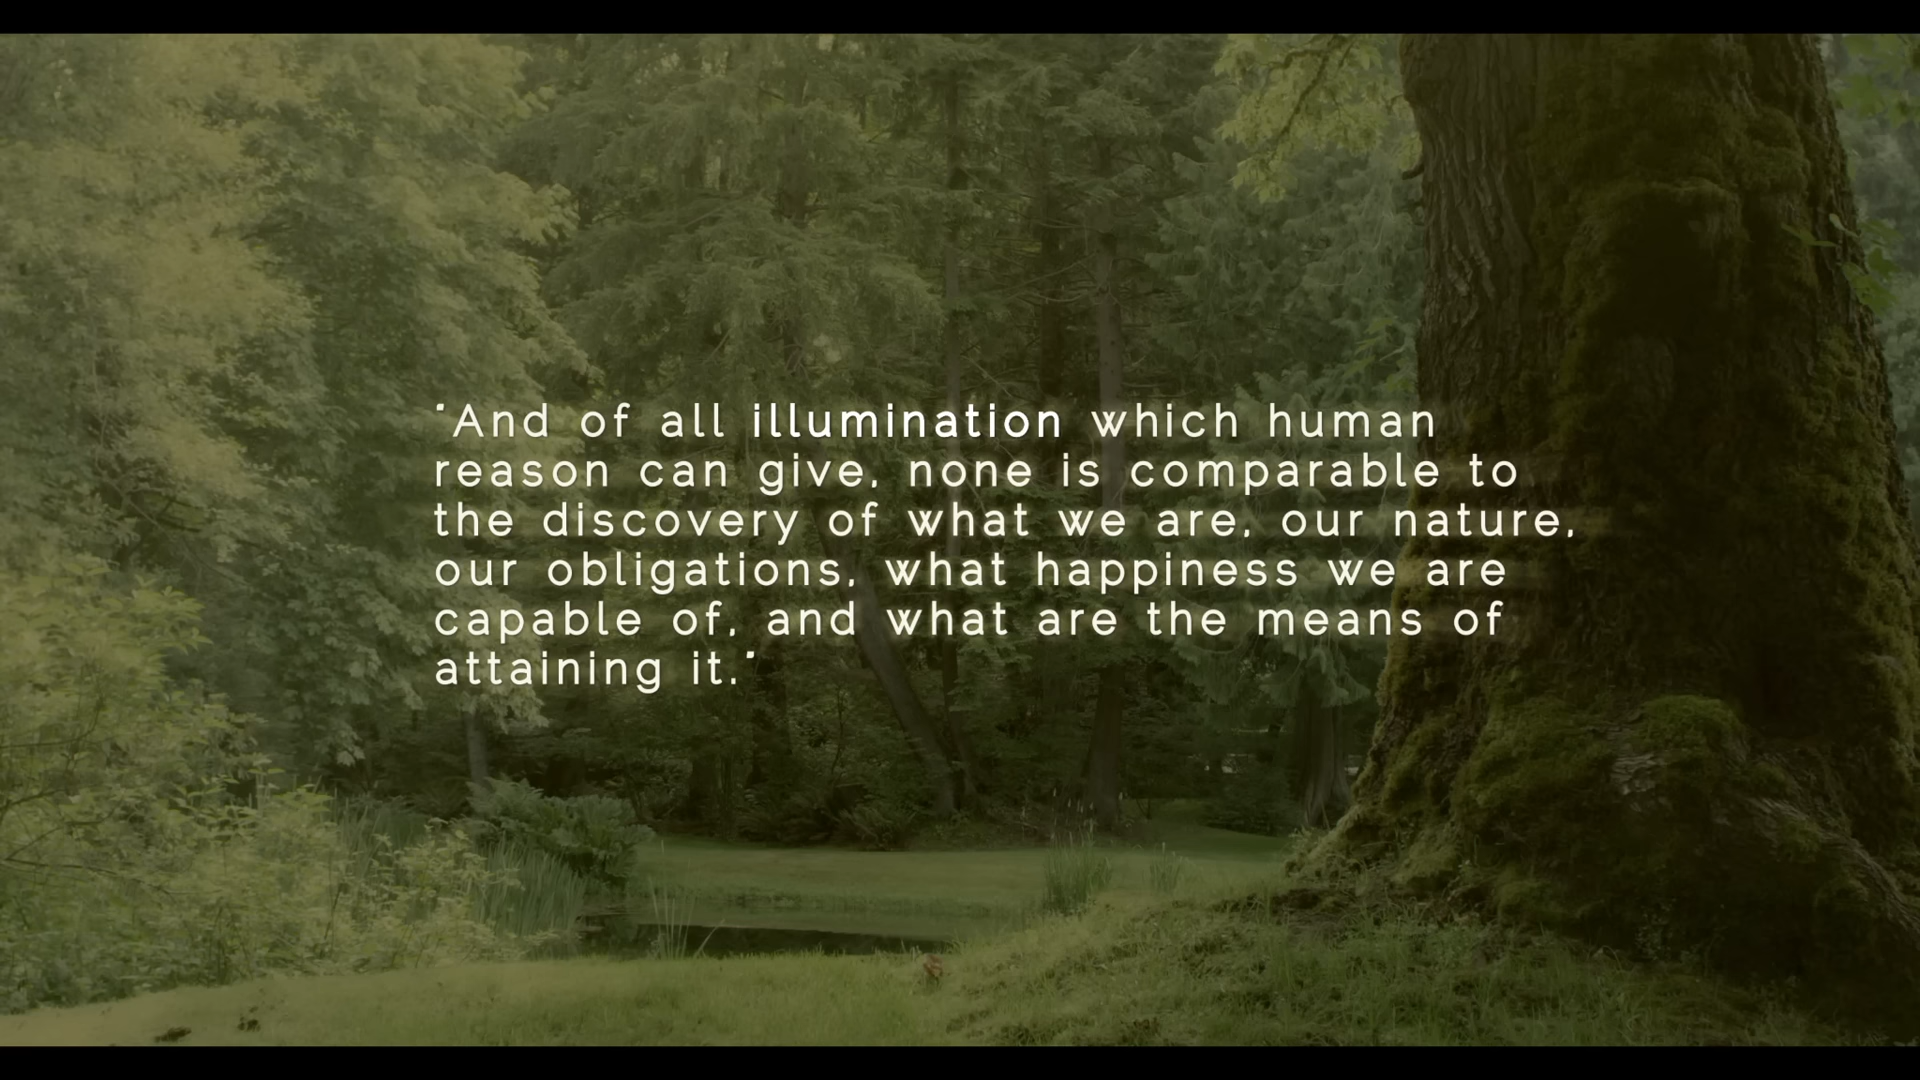 "And of all illumination which human
reason can give, none is comparable to
the discovery of what we are, our nature,
our obligations, what happiness we are
capable of, and what are the means of
attaining it."